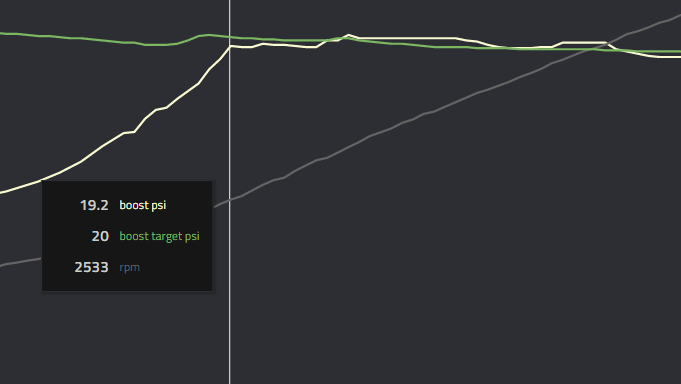 19.2 boost psi
20 boost target psi
2533 rpm